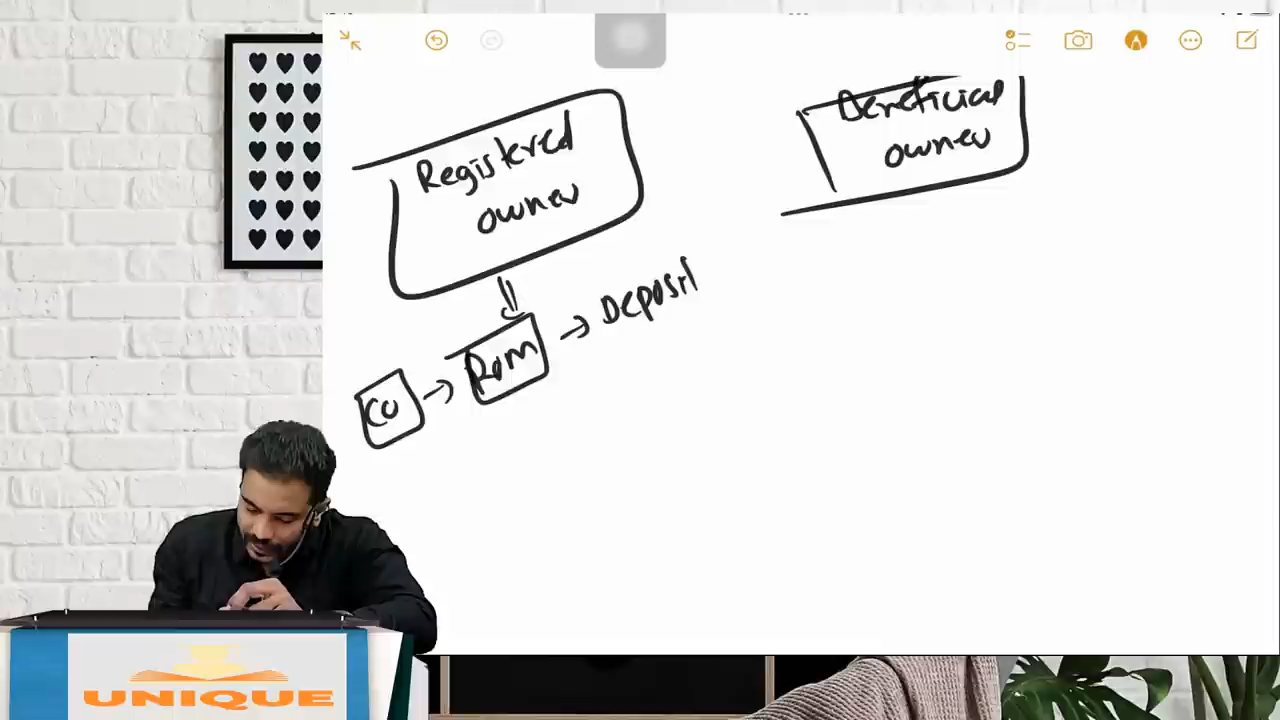 Registered
owner
Beneficial
owner
Deposit
ROM
CO
UNIQUE